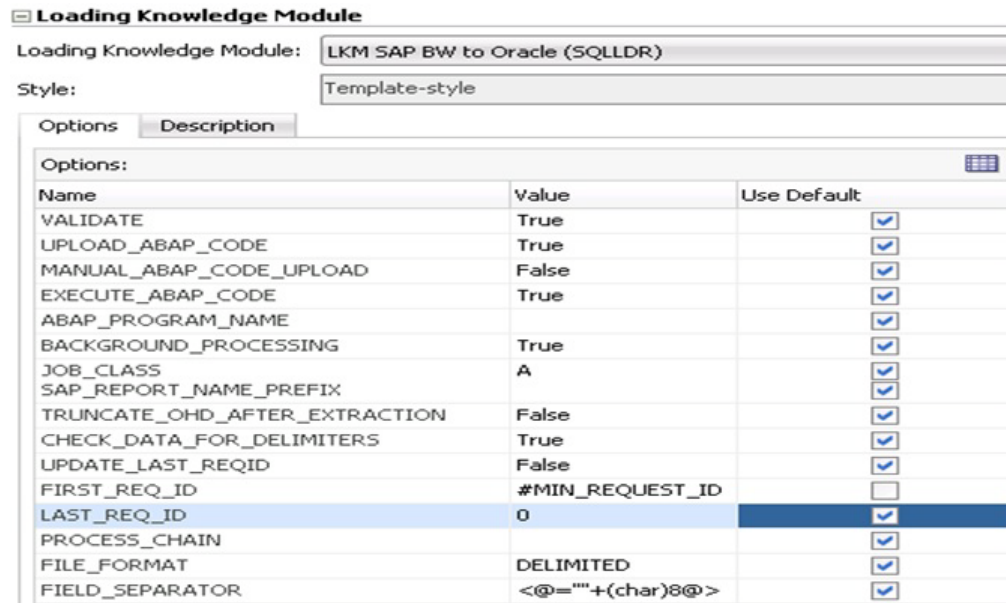 Loading Knowledge Module
Loading Knowledge Module: LKM SAP BW to Oracle (SQLLDR)
Style: Template-style
Options Description
Options:
Name Value Use Default
VALIDATE True
UPLOAD_ABAP_CODE True
MANUAL_ABAP_CODE_UPLOAD False
EXECUTE_ABAP_CODE True
ABAP_PROGRAM_NAME
BACKGROUND_PROCESSING True
JOB_CLASS A
SAP_REPORT_NAME_PREFIX
TRUNCATE_OHD_AFTER_EXTRACTION False
CHECK_DATA_FOR_DELIMITERS True
UPDATE_LAST_REQID False
FIRST_REQ_ID #MIN_REQUEST_ID
LAST_REQ_ID 0
PROCESS_CHAIN
FILE_FORMAT DELIMITED
FIELD_SEPARATOR <@=""+(char)8@>